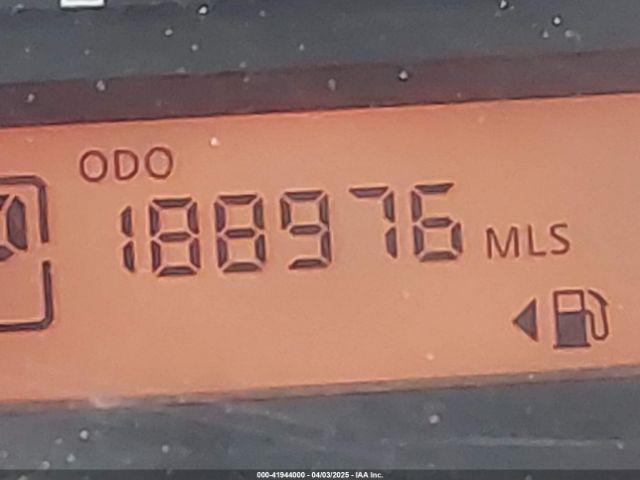 ODO
188976 MLS
000-41944000 - 04/03/2025 - IAA Inc.